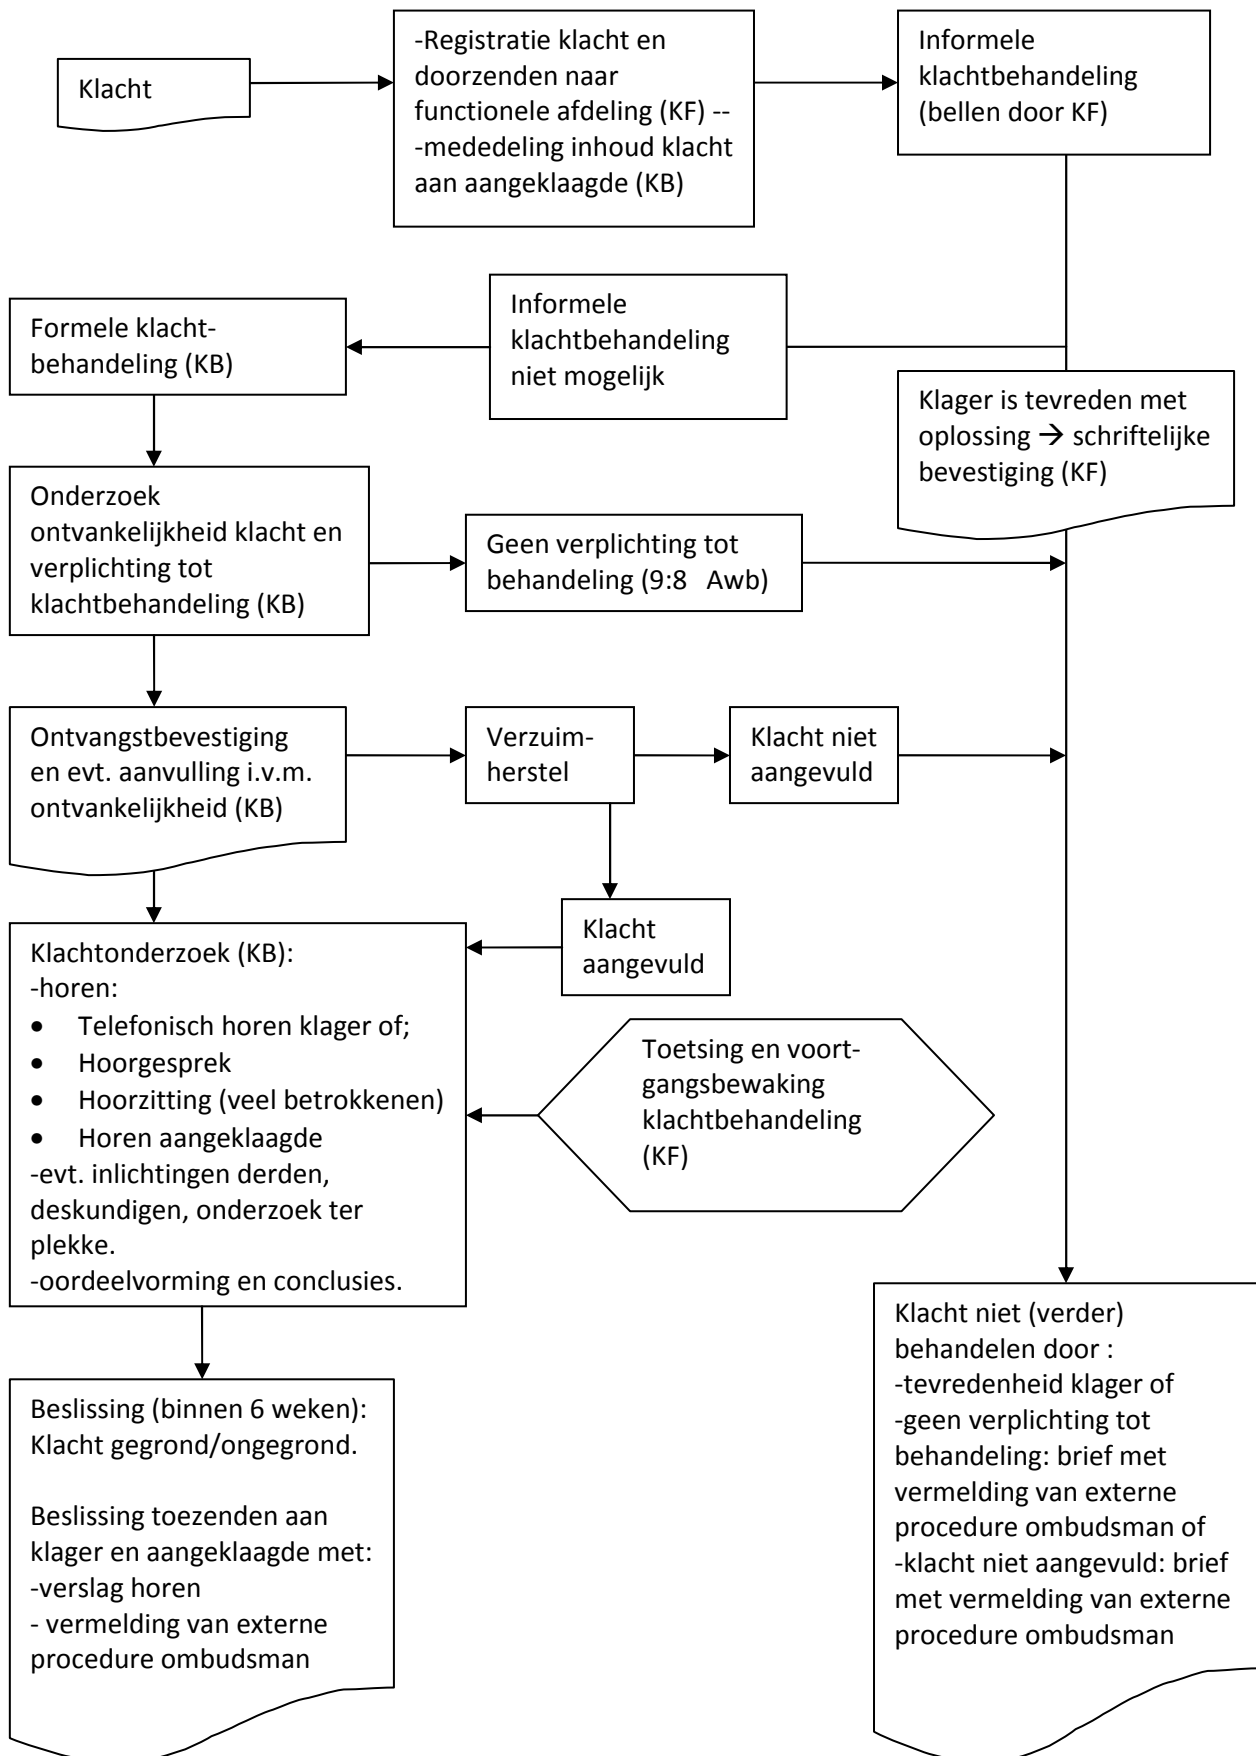 Klacht
-Registratie klacht en
doorzenden naar
functionele afdeling (KF) --
-mededeling inhoud klacht
aan aangeklaagde (KB)
Informele
klachtbehandeling
(bellen door KF)
Formele klacht-
behandeling (KB)
Informele
klachtbehandeling
niet mogelijk
Klager is tevreden met
oplossing → schriftelijke
bevestiging (KF)
Onderzoek
ontvankelijkheid klacht en
verplichting tot
klachtbehandeling (KB)
Geen verplichting tot
behandeling (9:8 Awb)
Ontvangstbevestiging
en evt. aanvulling i.v.m.
ontvankelijkheid (KB)
Verzuim-
herstel
Klacht niet
aangevuld
Klacht
aangevuld
Klachtonderzoek (KB):
-horen:
• Telefonisch horen klager of;
• Hoorgesprek
• Hoorzitting (veel betrokkenen)
• Horen aangeklaagde
-evt. inlichtingen derden,
deskundigen, onderzoek ter
plekke.
-oordeelvorming en conclusies.
Toetsing en voort-
gangsbewaking
klachtbehandeling
(KF)
Beslissing (binnen 6 weken):
Klacht gegrond/ongegrond.
Beslissing toezenden aan
klager en aangeklaagde met:
-verslag horen
- vermelding van externe
procedure ombudsman
Klacht niet (verder)
behandelen door :
-tevredenheid klager of
-geen verplichting tot
behandeling: brief met
vermelding van externe
procedure ombudsman of
-klacht niet aangevuld: brief
met vermelding van externe
procedure ombudsman